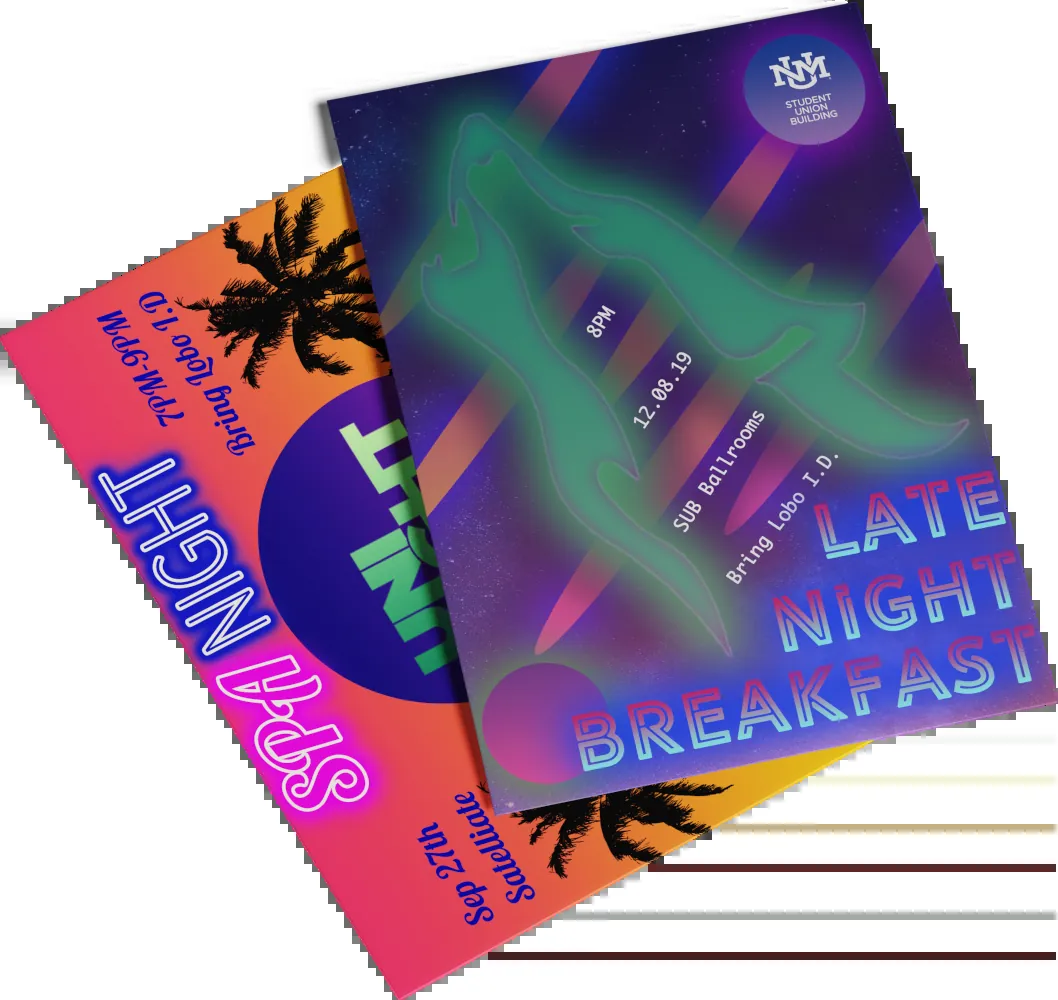 UNM
STUDENT
UNION
BUILDING
8PM
12.08.19
SUB Ballrooms
Bring Lobo I.D.
LATE
NIGHT
BREAKFAST
SpA NIGHT
Sep 27th
Satelliate
7PM-9PM
Bring Lobo I.D